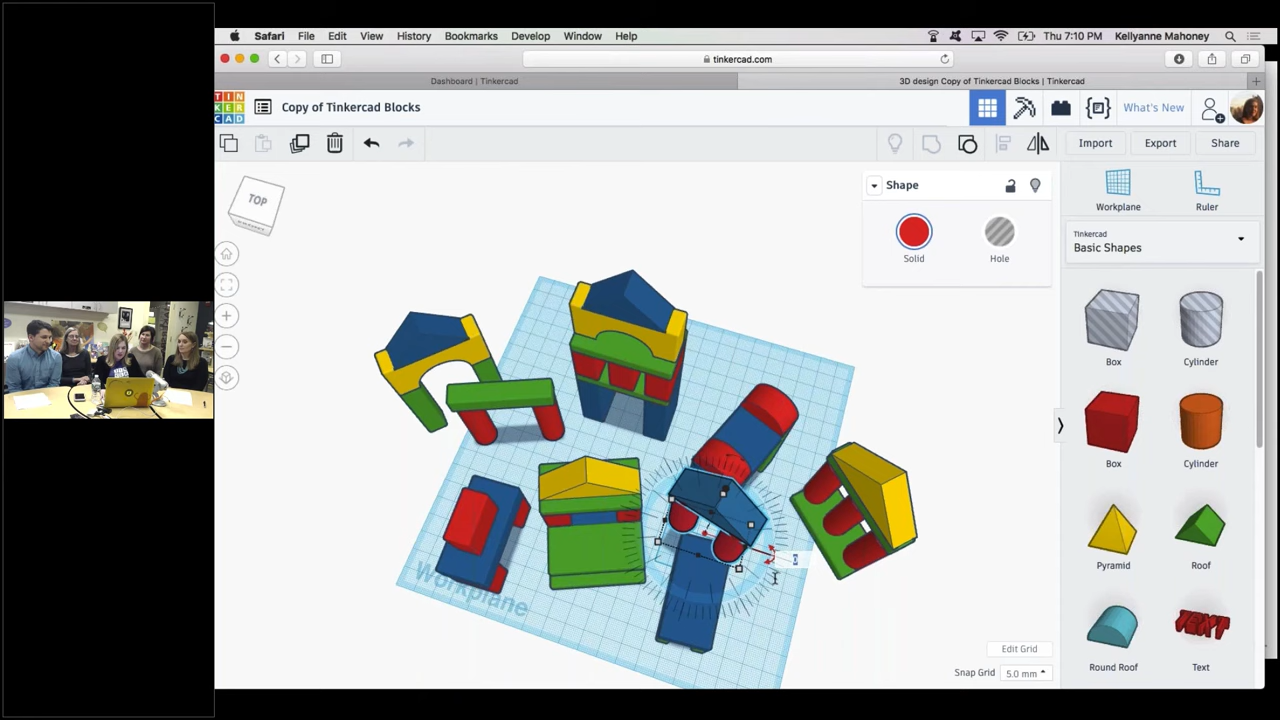 Safari File Edit View History Bookmarks Develop Window Help Thu 7:10 PM Kellyanne Mahoney
tinkercad.com
Dashboard | Tinkercad
3D design Copy of Tinkercad Blocks | Tinkercad
TIN
KER
CAD
Copy of Tinkercad Blocks
What's New
Import Export Share
TOP
Shape
Solid Hole
Workplane Ruler
Tinkercad
Basic Shapes
Box Cylinder
Box Cylinder
Pyramid Roof
TEXT
Round Roof Text
Workplane
Edit Grid
Snap Grid 5.0 mm